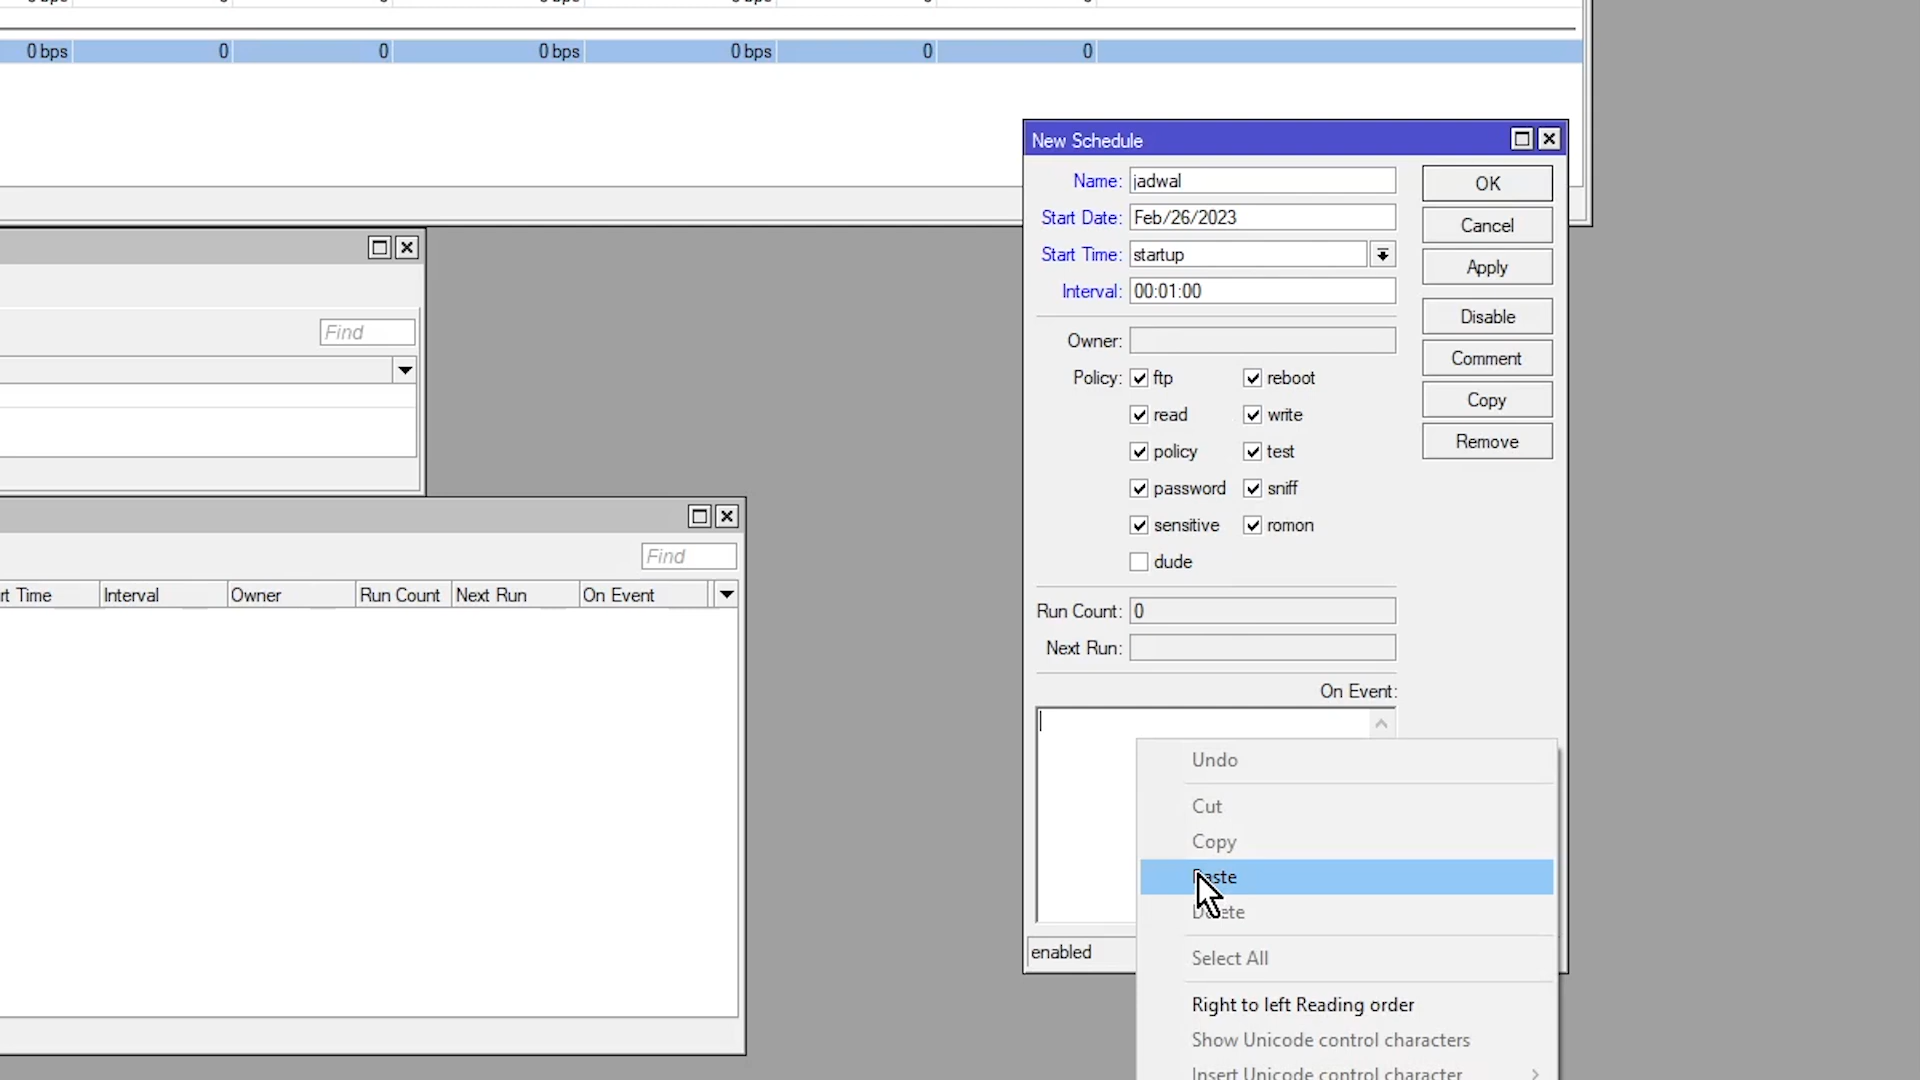 0 bps 0 0 0 bps 0 bps 0 0
New Schedule
Name: jadwal
OK
Start Date: Feb/26/2023
Cancel
Start Time: startup
Apply
Interval: 00:01:00
Disable
Find
Owner:
Comment
Policy: ftp reboot
Copy
read write
Remove
policy test
password sniff
sensitive romon
dude
Find
Time Interval Owner Run Count Next Run On Event
Run Count: 0
Next Run:
On Event:
Undo
Cut
Copy
Paste
Delete
enabled
Select All
Right to left Reading order
Show Unicode control characters
Insert Unicode control character